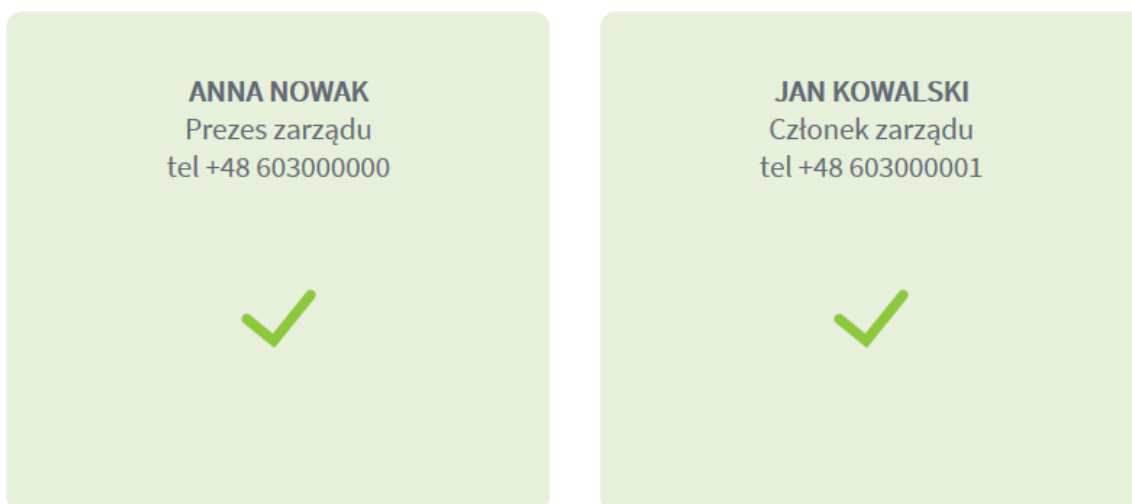 ANNA NOWAK
Prezes zarządu
tel +48 603000000
JAN KOWALSKI
Członek zarządu
tel +48 603000001